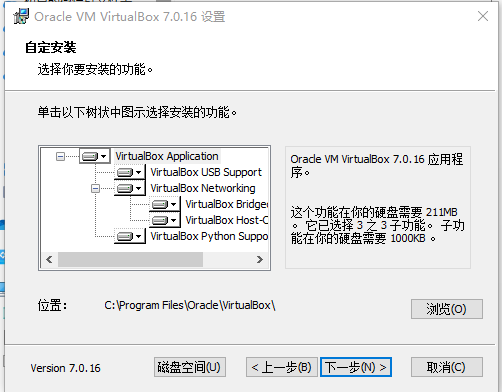 Oracle VM VirtualBox 7.0.16 设置
自定安装
选择你要安装的功能。
单击以下树状中图示选择安装的功能。
VirtualBox Application
VirtualBox USB Support
VirtualBox Networking
VirtualBox Bridge
VirtualBox Host-C
VirtualBox Python Suppo
Oracle VM VirtualBox 7.0.16 应用程
序。
这个功能在你的硬盘需要 211MB
。它已选择 3 之 3 子功能。 子功
能在你的硬盘需要 1000KB 。
位置： C:\Program Files\Oracle\VirtualBox\
浏览(O)
Version 7.0.16 磁盘空间(U) < 上一步(B) 下一步(N) > 取消(C)